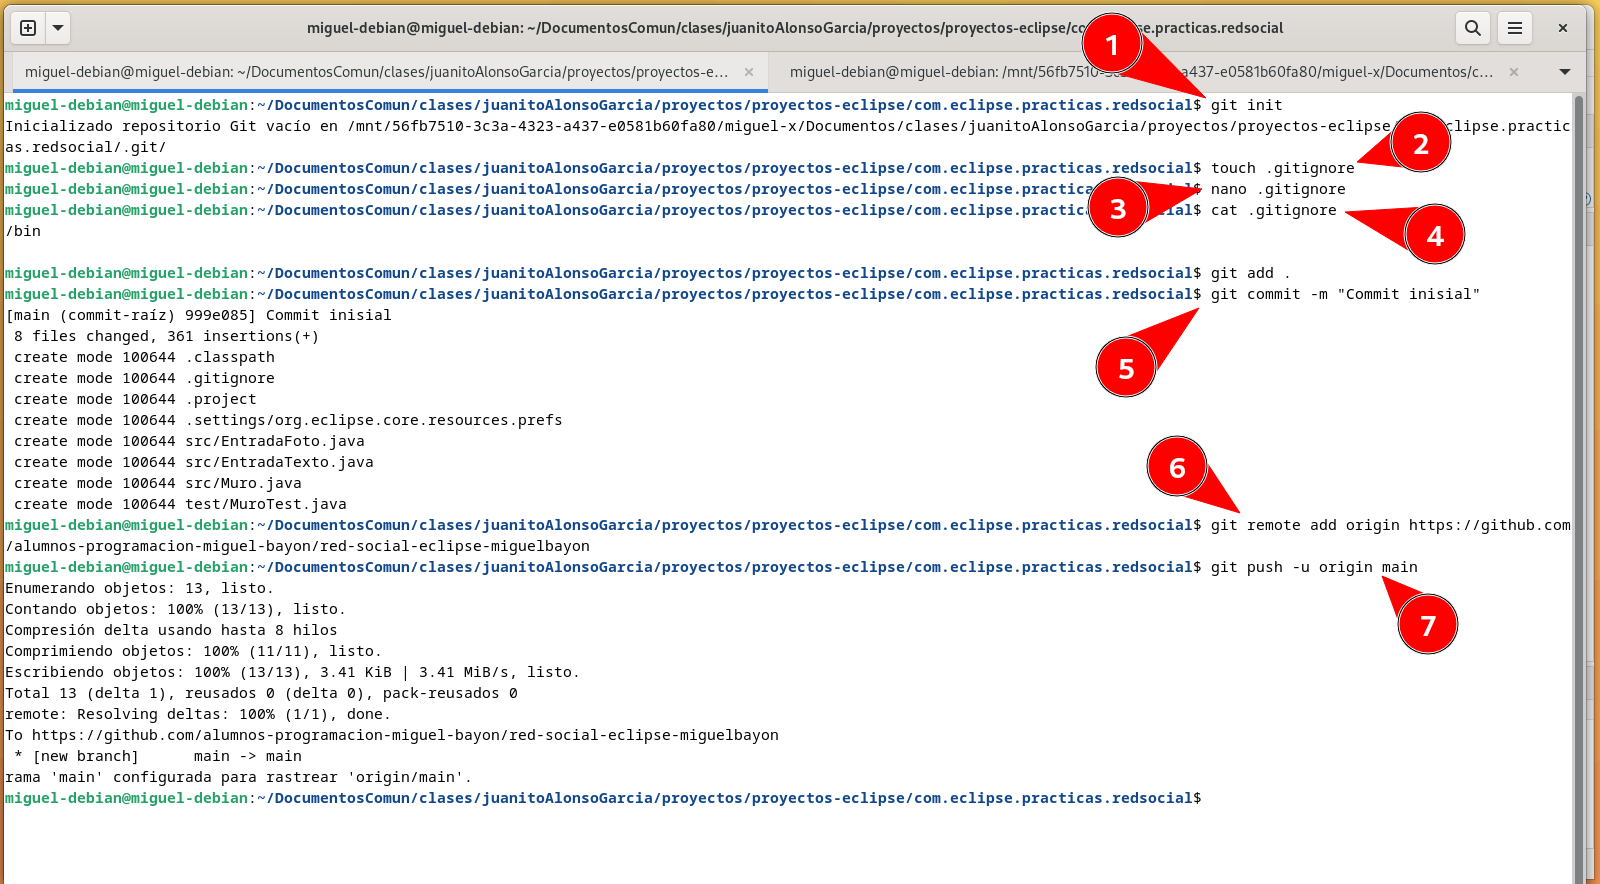 miguel-debian@miguel-debian: ~/DocumentosComun/clases/juanitoAlonsoGarcia/proyectos/proyectos-eclipse/co se.practicas.redsocial
miguel-debian@miguel-debian: ~/DocumentosComun/clases/juanitoAlonsoGarcia/proyectos/proyectos-e… ×
miguel-debian@miguel-debian: /mnt/56fb7510-3c a437-e0581b60fa80/miguel-x/Documentos/c… ×
1
miguel-debian@miguel-debian:~/DocumentosComun/clases/juanitoAlonsoGarcia/proyectos/proyectos-eclipse/com.eclipse.practicas.redsocial$ git init
Inicializado repositorio Git vacío en /mnt/56fb7510-3c3a-4323-a437-e0581b60fa80/miguel-x/Documentos/clases/juanitoAlonsoGarcia/proyectos/proyectos-eclipse/ clipse.practic
as.redsocial/.git/
2
miguel-debian@miguel-debian:~/DocumentosComun/clases/juanitoAlonsoGarcia/proyectos/proyectos-eclipse/com.eclipse.practicas.redsocial$ touch .gitignore
miguel-debian@miguel-debian:~/DocumentosComun/clases/juanitoAlonsoGarcia/proyectos/proyectos-eclipse/com.eclipse.practicas.redsocial$ nano .gitignore
3
miguel-debian@miguel-debian:~/DocumentosComun/clases/juanitoAlonsoGarcia/proyectos/proyectos-eclipse/com.eclipse.practic cial$ cat .gitignore
4
/bin
miguel-debian@miguel-debian:~/DocumentosComun/clases/juanitoAlonsoGarcia/proyectos/proyectos-eclipse/com.eclipse.practicas.redsocial$ git add .
miguel-debian@miguel-debian:~/DocumentosComun/clases/juanitoAlonsoGarcia/proyectos/proyectos-eclipse/com.eclipse.practicas.redsocial$ git commit -m "Commit inisial"
[main (commit-raíz) 999e085] Commit inisial
8 files changed, 361 insertions(+)
create mode 100644 .classpath
5
create mode 100644 .gitignore
create mode 100644 .project
create mode 100644 .settings/org.eclipse.core.resources.prefs
create mode 100644 src/EntradaFoto.java
create mode 100644 src/EntradaTexto.java
6
create mode 100644 src/Muro.java
create mode 100644 test/MuroTest.java
miguel-debian@miguel-debian:~/DocumentosComun/clases/juanitoAlonsoGarcia/proyectos/proyectos-eclipse/com.eclipse.practicas.redsocial$ git remote add origin https://github.com
/alumnos-programacion-miguel-bayon/red-social-eclipse-miguelbayon
miguel-debian@miguel-debian:~/DocumentosComun/clases/juanitoAlonsoGarcia/proyectos/proyectos-eclipse/com.eclipse.practicas.redsocial$ git push -u origin main
Enumerando objetos: 13, listo.
Contando objetos: 100% (13/13), listo.
7
Compresión delta usando hasta 8 hilos
Comprimiendo objetos: 100% (11/11), listo.
Escribiendo objetos: 100% (13/13), 3.41 KiB | 3.41 MiB/s, listo.
Total 13 (delta 1), reusados 0 (delta 0), pack-reusados 0
remote: Resolving deltas: 100% (1/1), done.
To https://github.com/alumnos-programacion-miguel-bayon/red-social-eclipse-miguelbayon
* [new branch]      main -> main
rama 'main' configurada para rastrear 'origin/main'.
miguel-debian@miguel-debian:~/DocumentosComun/clases/juanitoAlonsoGarcia/proyectos/proyectos-eclipse/com.eclipse.practicas.redsocial$